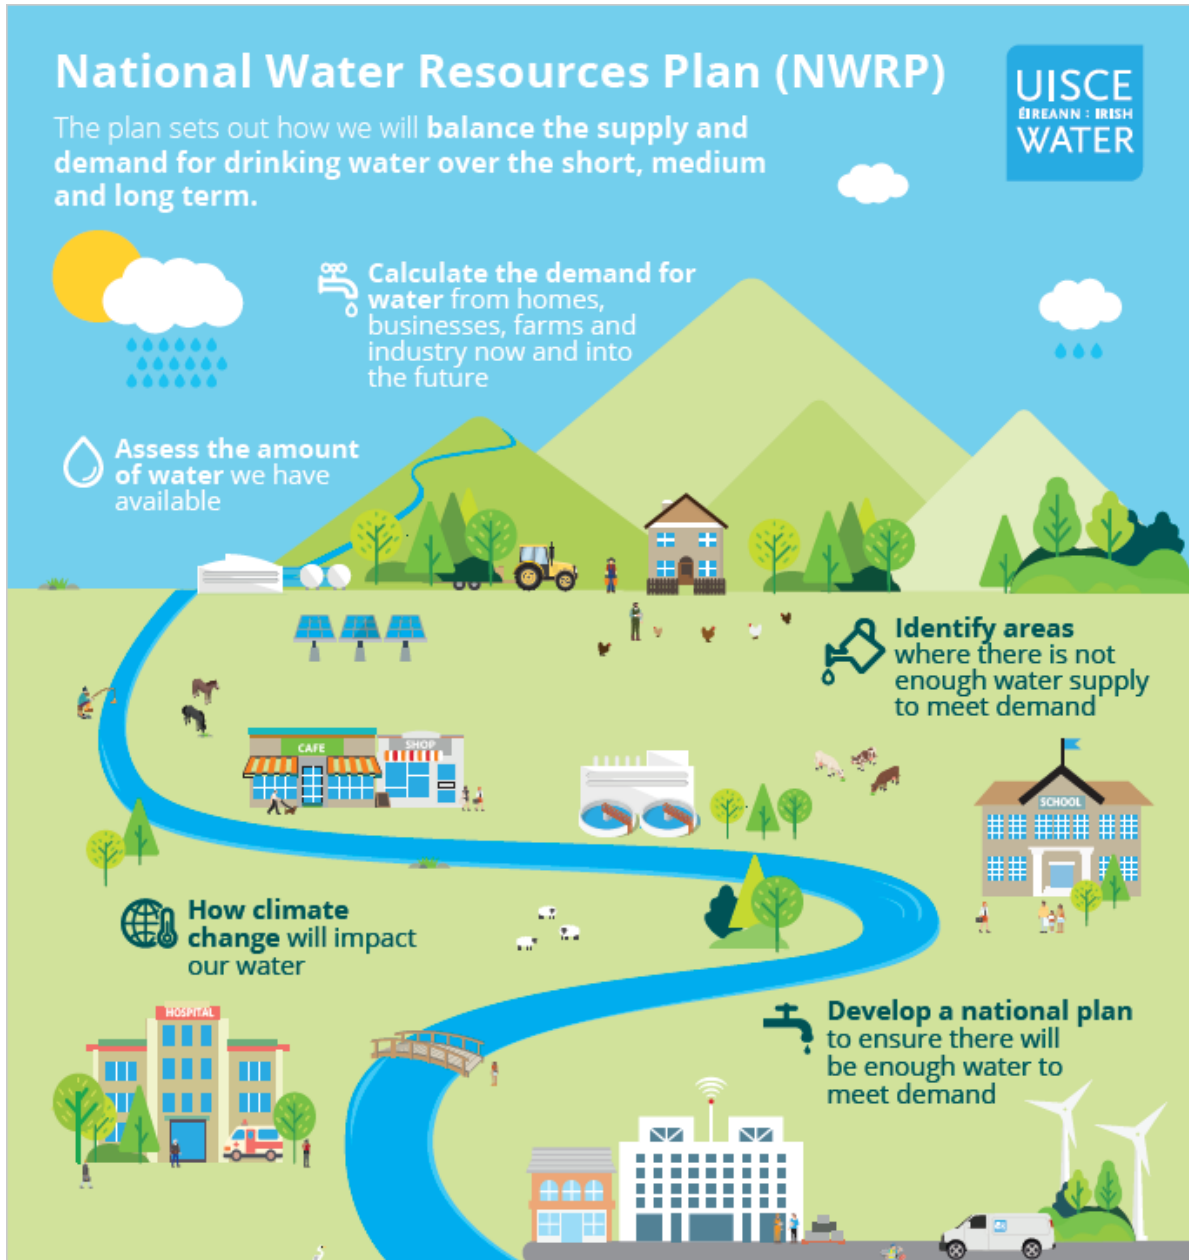 National Water Resources Plan (NWRP)
The plan sets out how we will balance the supply and
demand for drinking water over the short, medium
and long term.
UISCE
ÉIREANN : IRISH
WATER
Calculate the demand for
water from homes,
businesses, farms and
industry now and into
the future
Assess the amount
of water we have
available
Identify areas
where there is not
enough water supply
to meet demand
CAFE
SHOP
SCHOOL
How climate
change will impact
our water
HOSPITAL
Develop a national plan
to ensure there will
be enough water to
meet demand